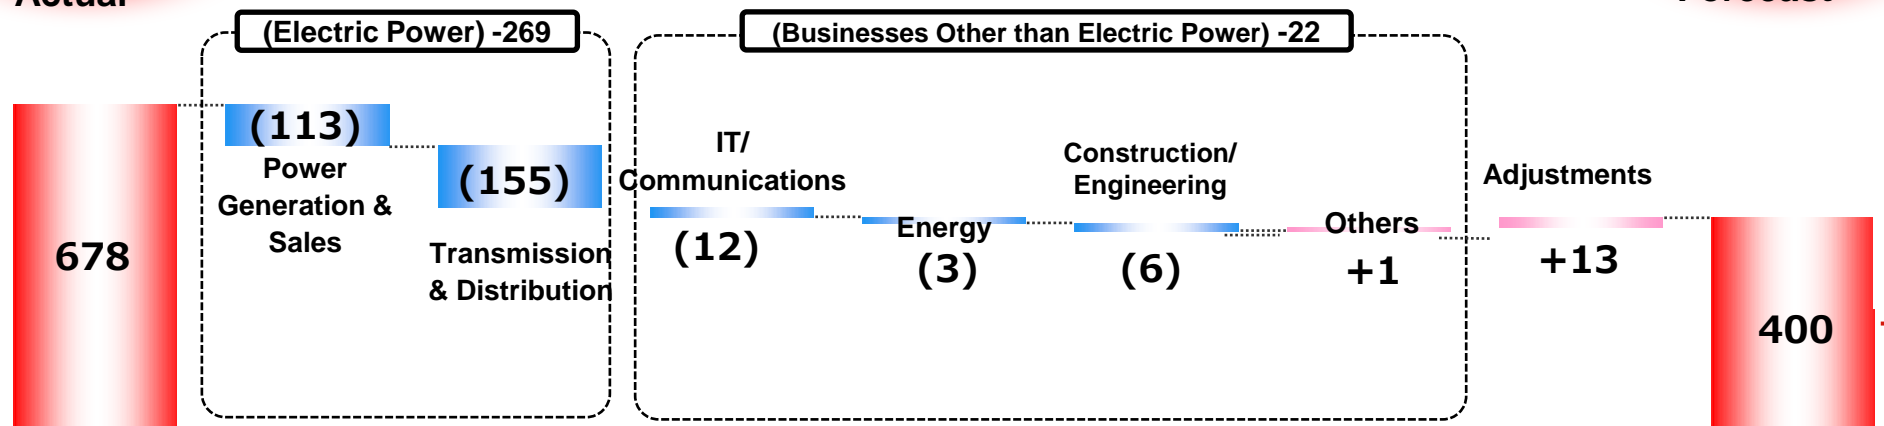 (Electric Power) -269
(Businesses Other than Electric Power) -22
678
(113)
Power
Generation &
Sales
(155)
Transmission
& Distribution
IT/
Communications
(12)
Energy
(3)
Construction/
Engineering
(6)
Others
+1
Adjustments
+13
400